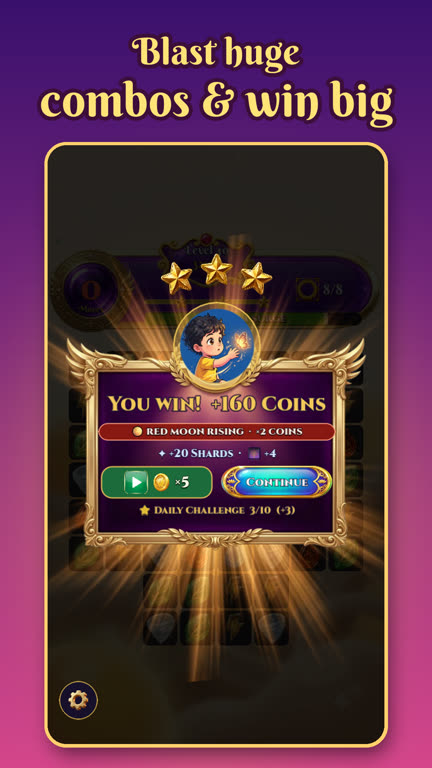 Blast huge
combos & win big
8/8
You win! +160 Coins
Red Moon Rising · +2 Coins
+20 Shards · +4
×5
Continue
Daily Challenge 3/10 (+3)